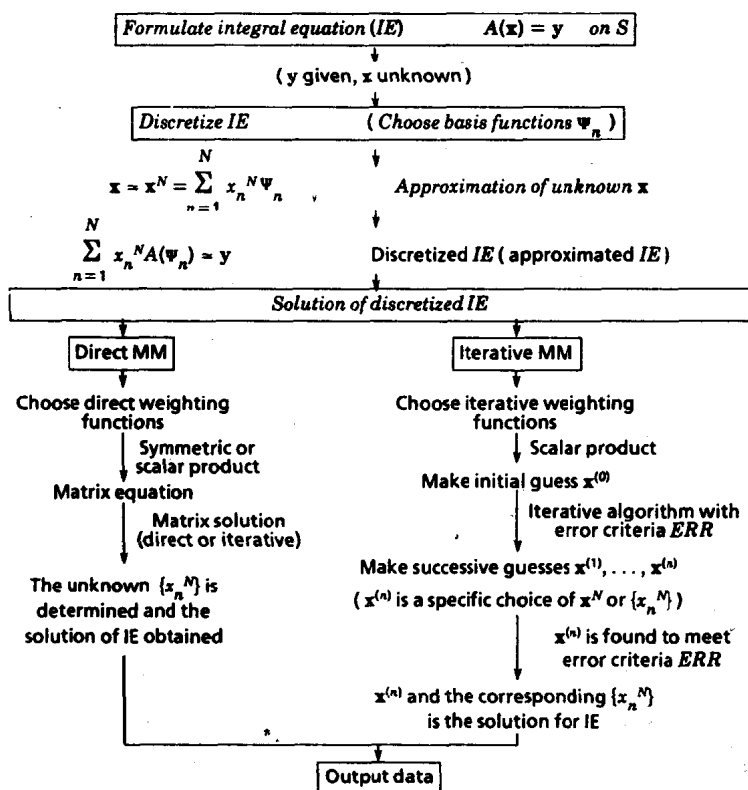 Formulate integral equation (IE) A(x) = y on S
( y given, x unknown )
Discretize IE ( Choose basis functions Ψ_n )
x ≃ x^N = ∑_{n=1}^{N} x_n^N Ψ_n , Approximation of unknown x
∑_{n=1}^{N} x_n^N A(Ψ_n) ≃ y Discretized IE ( approximated IE )
Solution of discretized IE
Direct MM
Choose direct weighting
functions
Symmetric or
scalar product
Matrix equation
Matrix solution
(direct or iterative)
The unknown {x_n^N} is
determined and the
solution of IE obtained
Iterative MM
Choose iterative weighting
functions
Scalar product
Make initial guess x^(0)
Iterative algorithm with
error criteria ERR
Make successive guesses x^(1), . . . , x^(n)
( x^(n) is a specific choice of x^N or {x_n^N} )
x^(n) is found to meet
error criteria ERR
x^(n) and the corresponding {x_n^N}
is the solution for IE
Output data